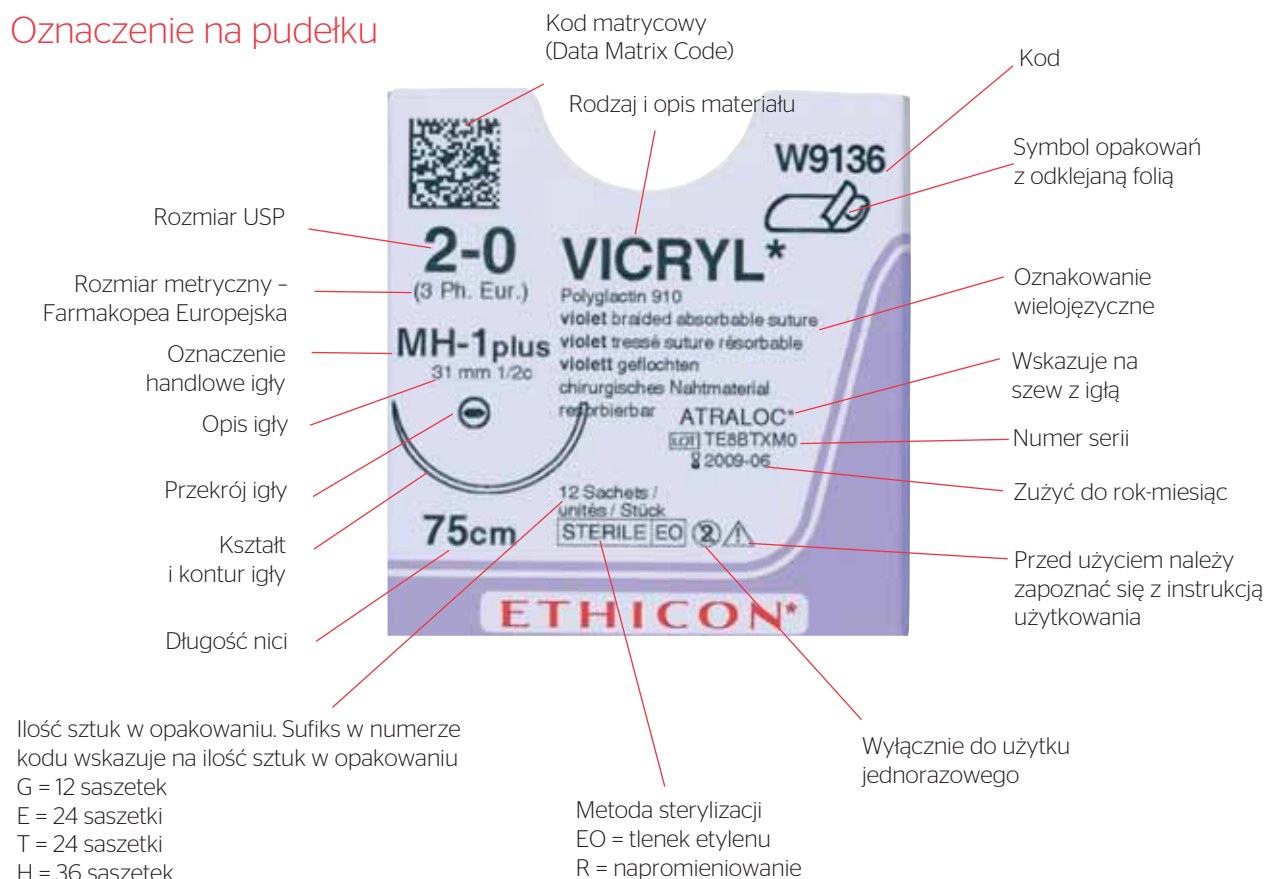 Oznaczenie na pudełku
Kod matrycowy
(Data Matrix Code)
Kod
Rodzaj i opis materiału
Symbol opakowań
z odklejaną folią
Rozmiar USP
Rozmiar metryczny –
Farmakopea Europejska
Oznaczenie
handlowe igły
Opis igły
Przekrój igły
Kształt
i kontur igły
Długość nici
W9136
2-0
(3 Ph. Eur.)
MH-1plus
31 mm 1/2c
75cm
VICRYL*
Polyglactin 910
violet braided absorbable suture
violet tressé suture résorbable
violett geflochten
chirurgisches Nahtmaterial
resorbierbar
ATRALOC*
LOT TE8BTXM0
2009-06
12 Sachets /
unités / Stück
STERILE EO 2
ETHICON*
Oznakowanie
wielojęzyczne
Wskazuje na
szew z igłą
Numer serii
Zużyć do rok-miesiąc
Przed użyciem należy
zapoznać się z instrukcją
użytkowania
Ilość sztuk w opakowaniu. Sufiks w numerze
kodu wskazuje na ilość sztuk w opakowaniu
G = 12 saszetek
E = 24 saszetki
T = 24 saszetki
H = 36 saszetek
Metoda sterylizacji
EO = tlenek etylenu
R = napromieniowanie
Wyłącznie do użytku
jednorazowego